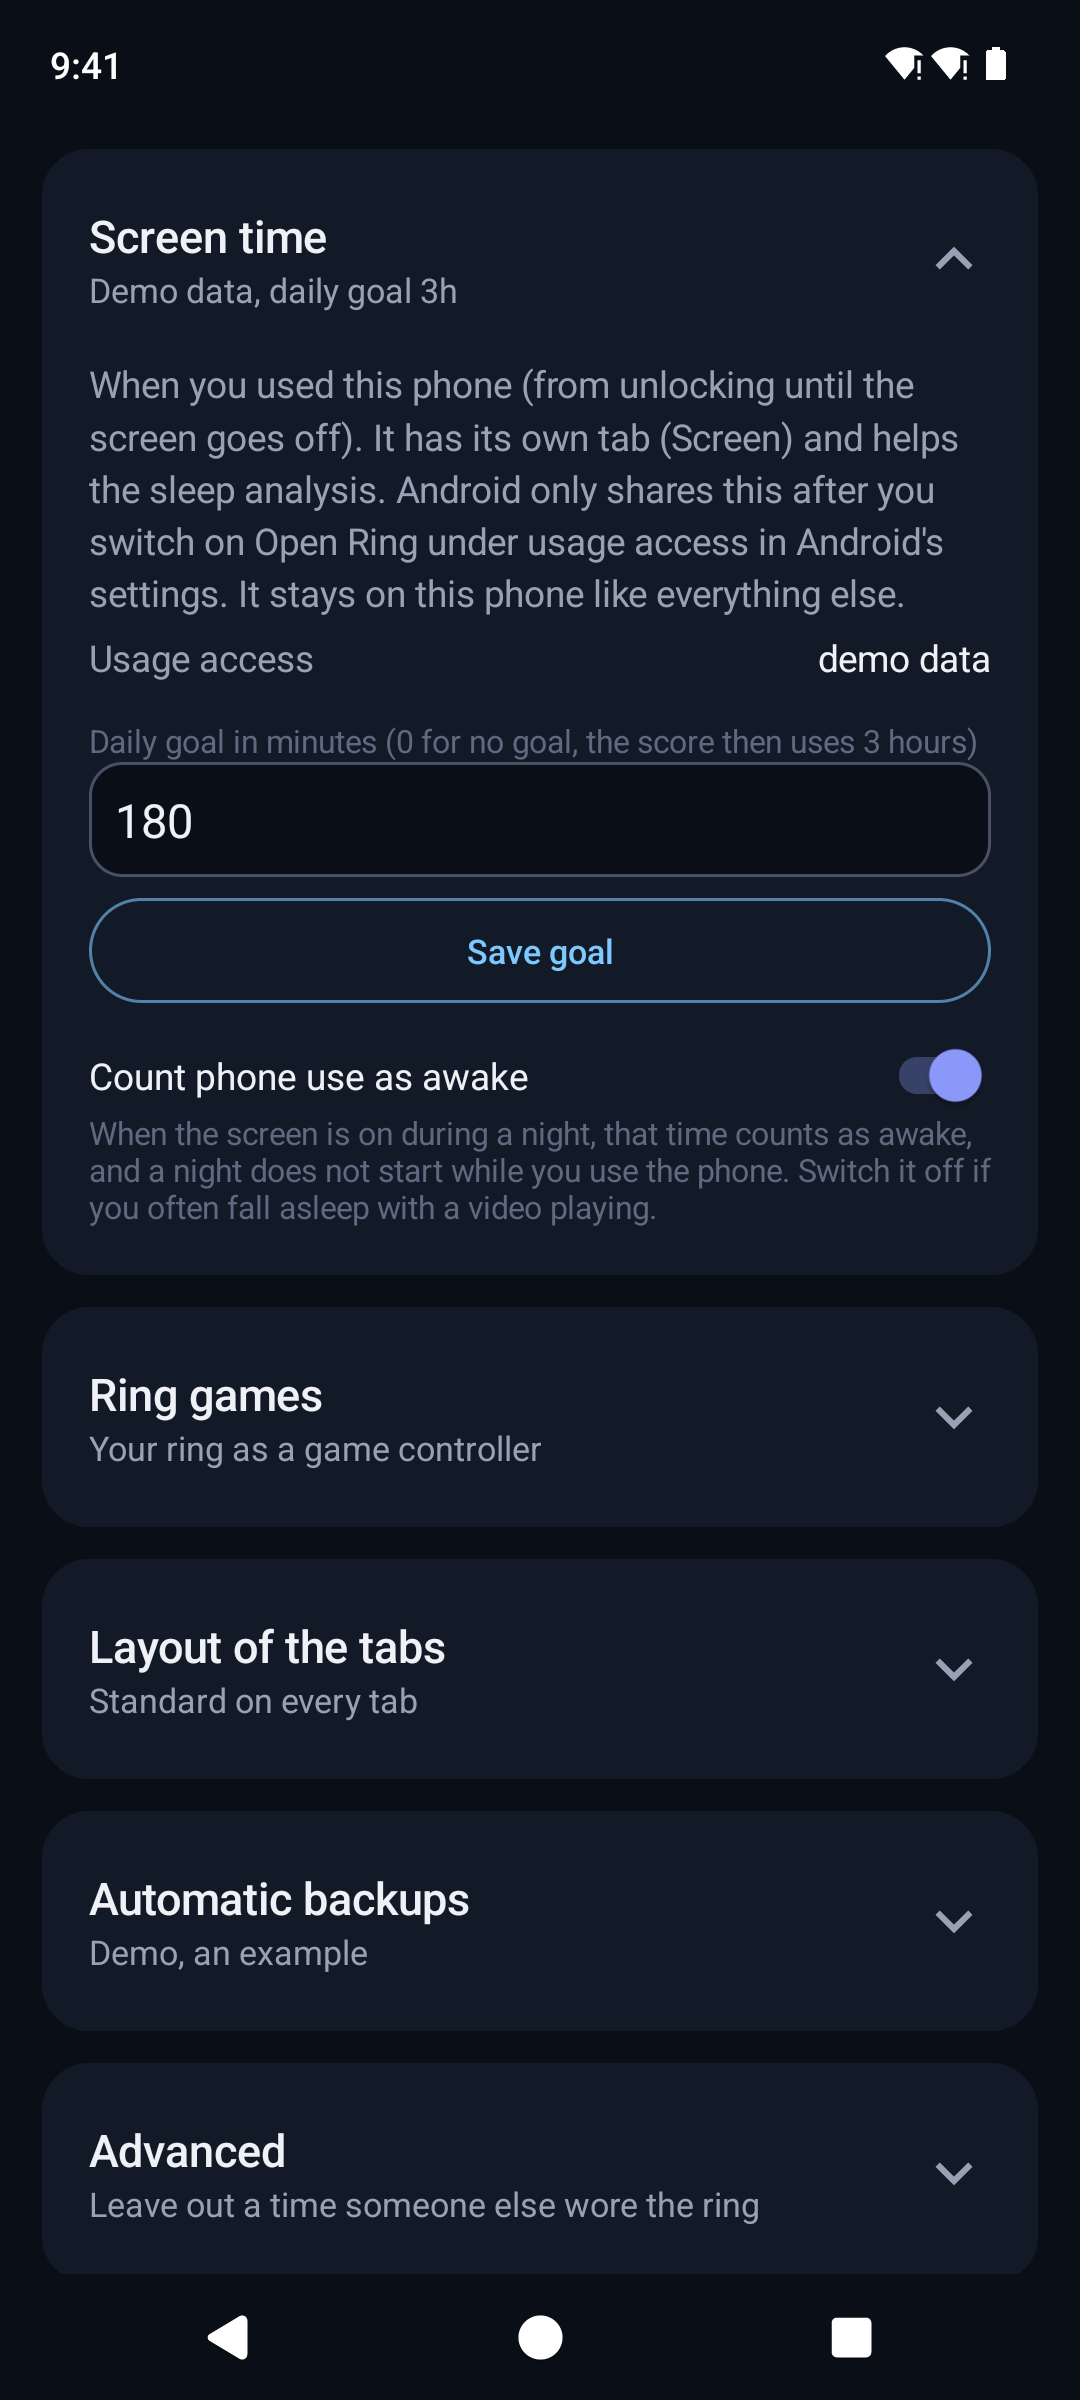 9:41
Screen time
Demo data, daily goal 3h
When you used this phone (from unlocking until the
screen goes off). It has its own tab (Screen) and helps
the sleep analysis. Android only shares this after you
switch on Open Ring under usage access in Android's
settings. It stays on this phone like everything else.
Usage access demo data
Daily goal in minutes (0 for no goal, the score then uses 3 hours)
180
Save goal
Count phone use as awake
When the screen is on during a night, that time counts as awake,
and a night does not start while you use the phone. Switch it off if
you often fall asleep with a video playing.
Ring games
Your ring as a game controller
Layout of the tabs
Standard on every tab
Automatic backups
Demo, an example
Advanced
Leave out a time someone else wore the ring